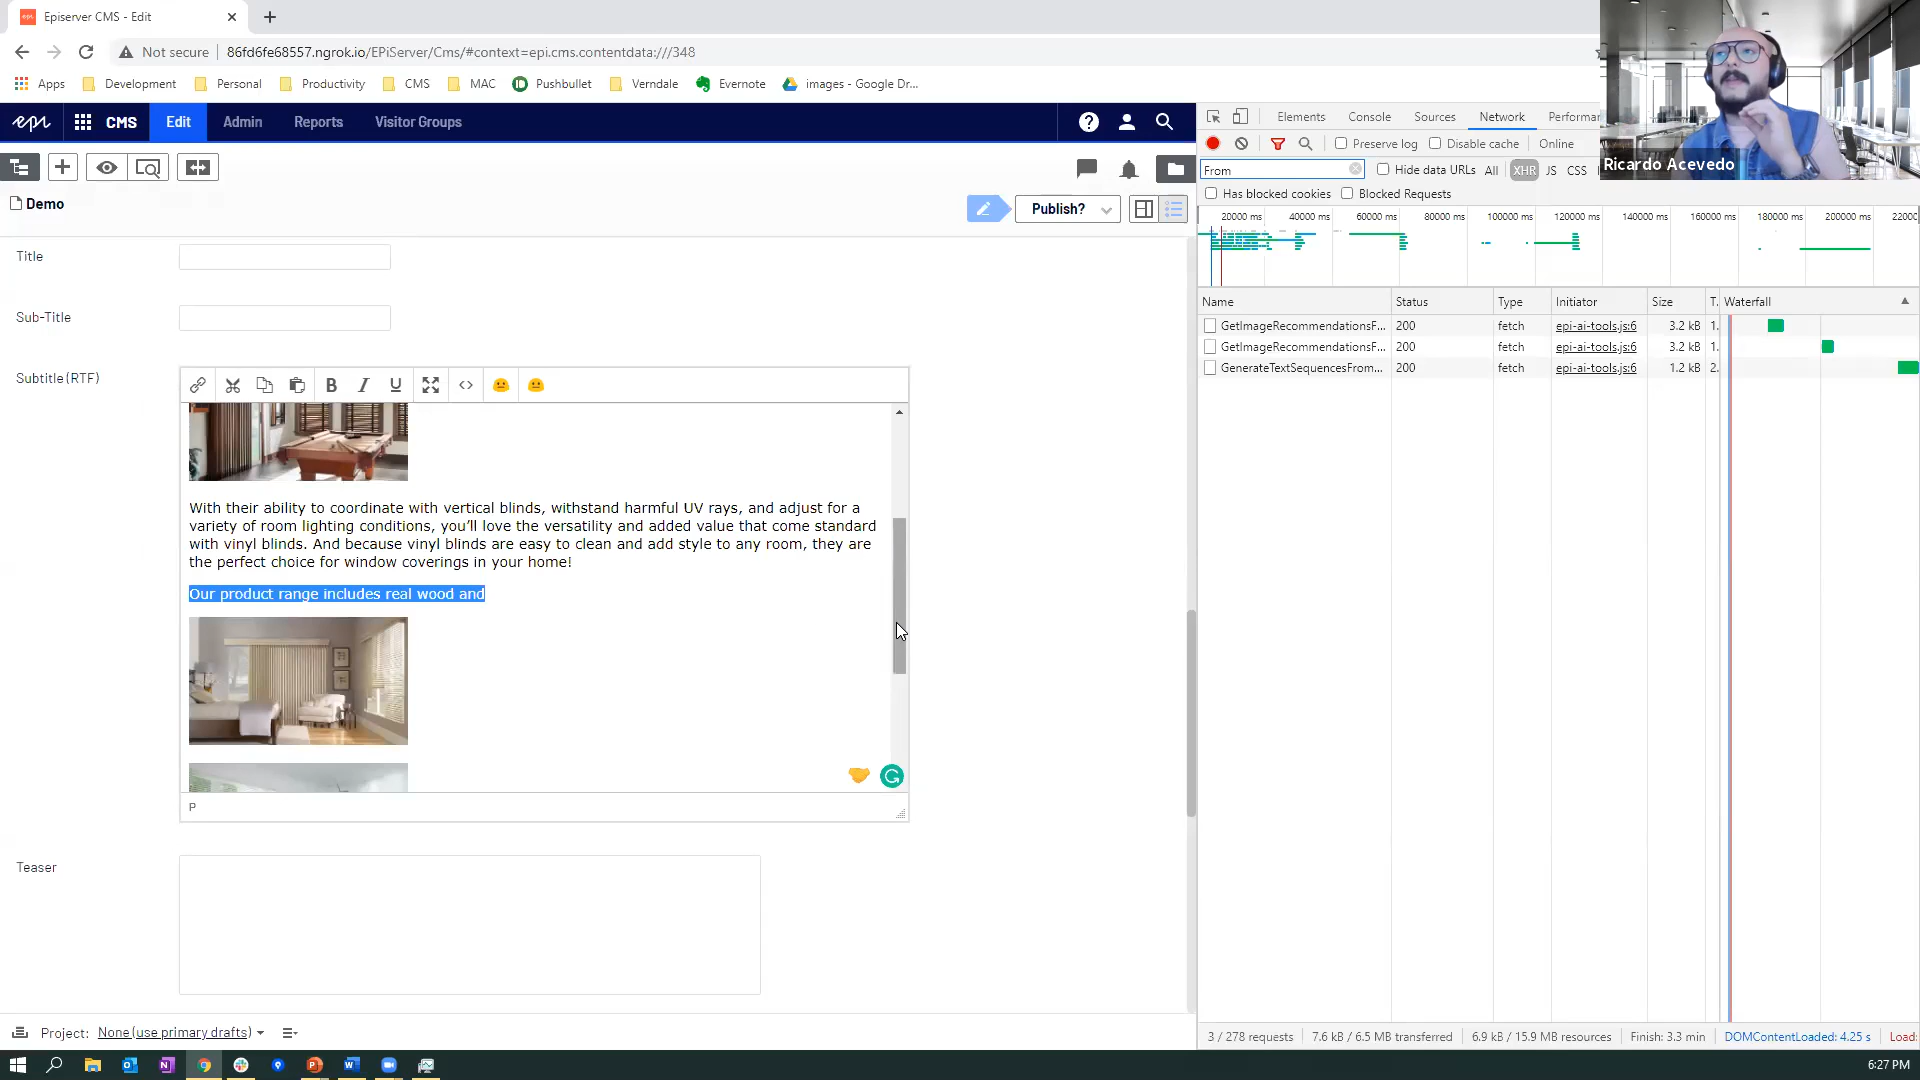 Episerver CMS - Edit
Not secure
86fd6fe68557.ngrok.io/EPiServer/Cms/#context=epi.cms.contentdata:///348
Apps Development Personal Productivity CMS MAC Pushbullet Verndale Evernote images - Google Dr...
epi CMS Edit Admin Reports Visitor Groups
Demo
Publish?
Title
Sub-Title
Subtitle (RTF)
B I U
With their ability to coordinate with vertical blinds, withstand harmful UV rays, and adjust for a
variety of room lighting conditions, you'll love the versatility and added value that come standard
with vinyl blinds. And because vinyl blinds are easy to clean and add style to any room, they are
the perfect choice for window coverings in your home!
Our product range includes real wood and
P
Teaser
Project: None (use primary drafts)
Elements Console Sources Network Performan
Preserve log Disable cache Online
From Hide data URLs All XHR JS CSS
Has blocked cookies Blocked Requests
20000 ms 40000 ms 60000 ms 80000 ms 100000 ms 120000 ms 140000 ms 160000 ms 180000 ms 200000 ms 22000
Name Status Type Initiator Size T. Waterfall
GetImageRecommendationsF... 200 fetch epi-ai-tools.js:6 3.2 kB 1.
GetImageRecommendationsF... 200 fetch epi-ai-tools.js:6 3.2 kB 1.
GenerateTextSequencesFrom... 200 fetch epi-ai-tools.js:6 1.2 kB 2.
3 / 278 requests 7.6 kB / 6.5 MB transferred 6.9 kB / 15.9 MB resources Finish: 3.3 min DOMContentLoaded: 4.25 s Load:
Ricardo Acevedo
6:27 PM